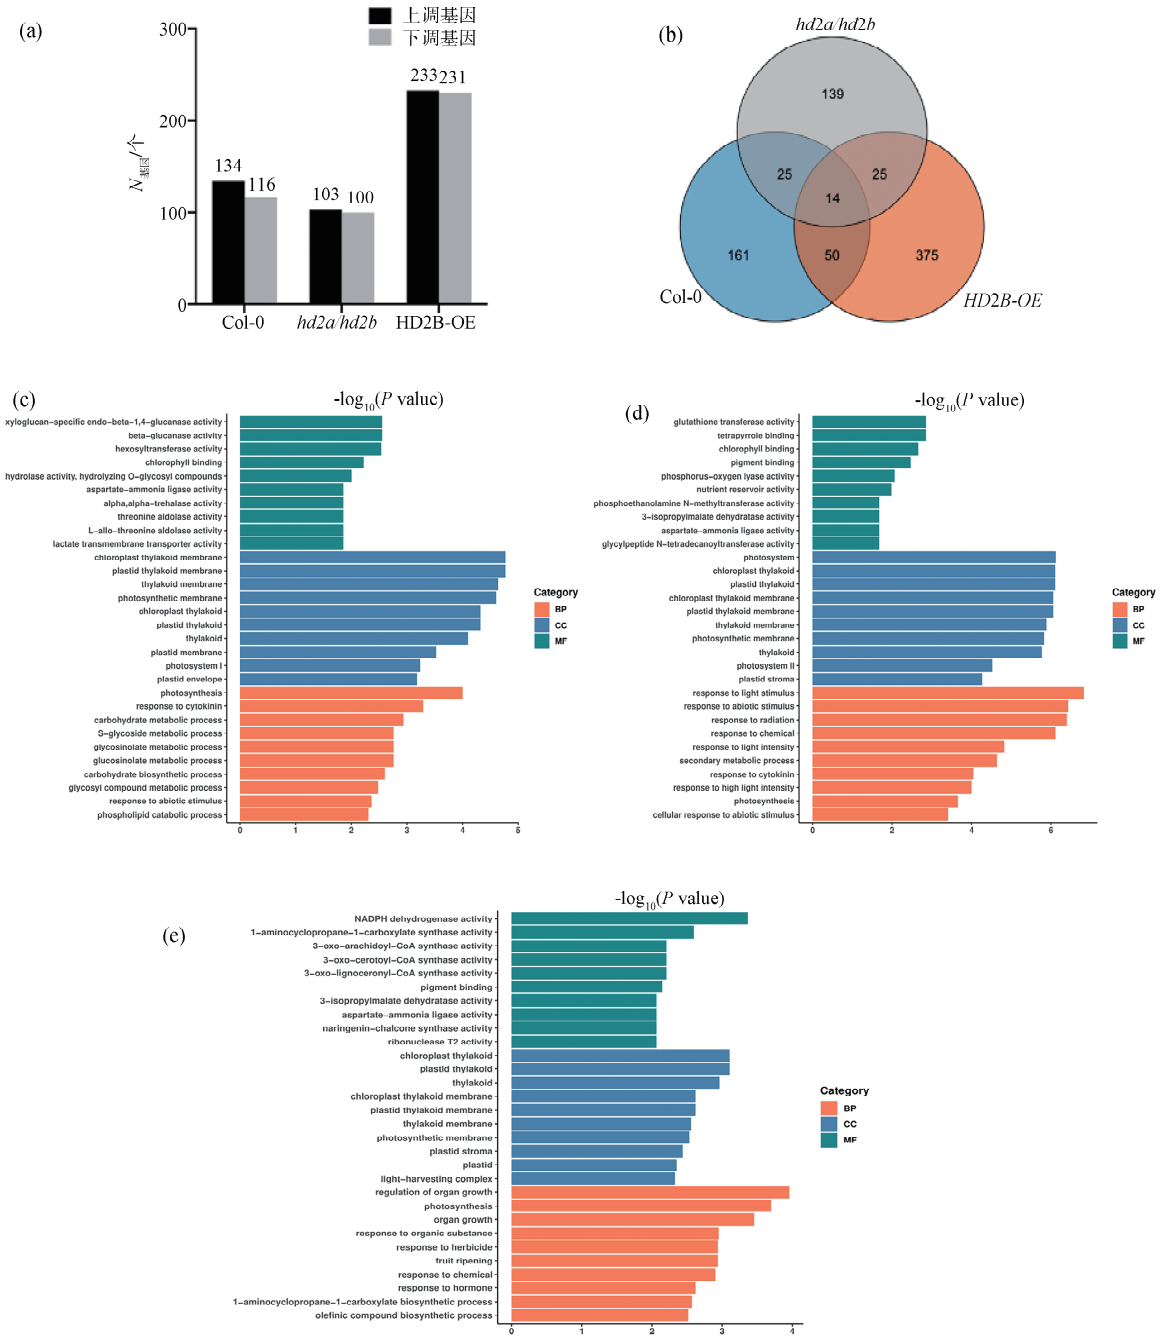 (a)
上调基因
下调基因
N基因/个
300
200
100
0
134
116
103
100
233
231
Col-0
hd2a/hd2b
HD2B-OE
(b)
hd2a/hd2b
139
25
25
14
161
50
375
Col-0
HD2B-OE
(c)
-log10(P value)
xyloglucan-specific endo-beta-1,4-glucanase activity
beta-glucanase activity
hexosyltransferase activity
chlorophyll binding
hydrolase activity, hydrolyzing O-glycosyl compounds
aspartate-ammonia ligase activity
alpha,alpha-trehalase activity
threonine aldolase activity
L-allo-threonine aldolase activity
lactate transmembrane transporter activity
chloroplast thylakoid membrane
plastid thylakoid membrane
thylakoid membrane
photosynthetic membrane
chloroplast thylakoid
plastid thylakoid
thylakoid
plastid membrane
photosystem I
plastid envelope
photosynthesis
response to cytokinin
carbohydrate metabolic process
S-glycoside metabolic process
glycosinolate metabolic process
glucosinolate metabolic process
carbohydrate biosynthetic process
glycosyl compound metabolic process
response to abiotic stimulus
phospholipid catabolic process
0 1 2 3 4 5
Category
BP
CC
MF
(d)
-log10(P value)
glutathione transferase activity
tetrapyrrole binding
chlorophyll binding
pigment binding
phosphorus-oxygen lyase activity
nutrient reservoir activity
phosphoethanolamine N-methyltransferase activity
3-isopropylmalate dehydratase activity
aspartate-ammonia ligase activity
glycylpeptide N-tetradecanoyltransferase activity
photosystem
chloroplast thylakoid
plastid thylakoid
chloroplast thylakoid membrane
plastid thylakoid membrane
thylakoid membrane
photosynthetic membrane
thylakoid
photosystem II
plastid stroma
response to light stimulus
response to abiotic stimulus
response to radiation
response to chemical
response to light intensity
secondary metabolic process
response to cytokinin
response to high light intensity
photosynthesis
cellular response to abiotic stimulus
0 2 4 6
Category
BP
CC
MF
(e)
-log10(P value)
NADPH dehydrogenase activity
1-aminocyclopropane-1-carboxylate synthase activity
3-oxo-arachidoyl-CoA synthase activity
3-oxo-cerotoyl-CoA synthase activity
3-oxo-lignoceronyl-CoA synthase activity
pigment binding
3-isopropylmalate dehydratase activity
aspartate-ammonia ligase activity
naringenin-chalcone synthase activity
ribonuclease T2 activity
chloroplast thylakoid
plastid thylakoid
thylakoid
chloroplast thylakoid membrane
plastid thylakoid membrane
thylakoid membrane
photosynthetic membrane
plastid stroma
plastid
light-harvesting complex
regulation of organ growth
photosynthesis
organ growth
response to organic substance
response to herbicide
fruit ripening
response to chemical
response to hormone
1-aminocyclopropane-1-carboxylate biosynthetic process
olefinic compound biosynthetic process
0 1 2 3 4
Category
BP
CC
MF